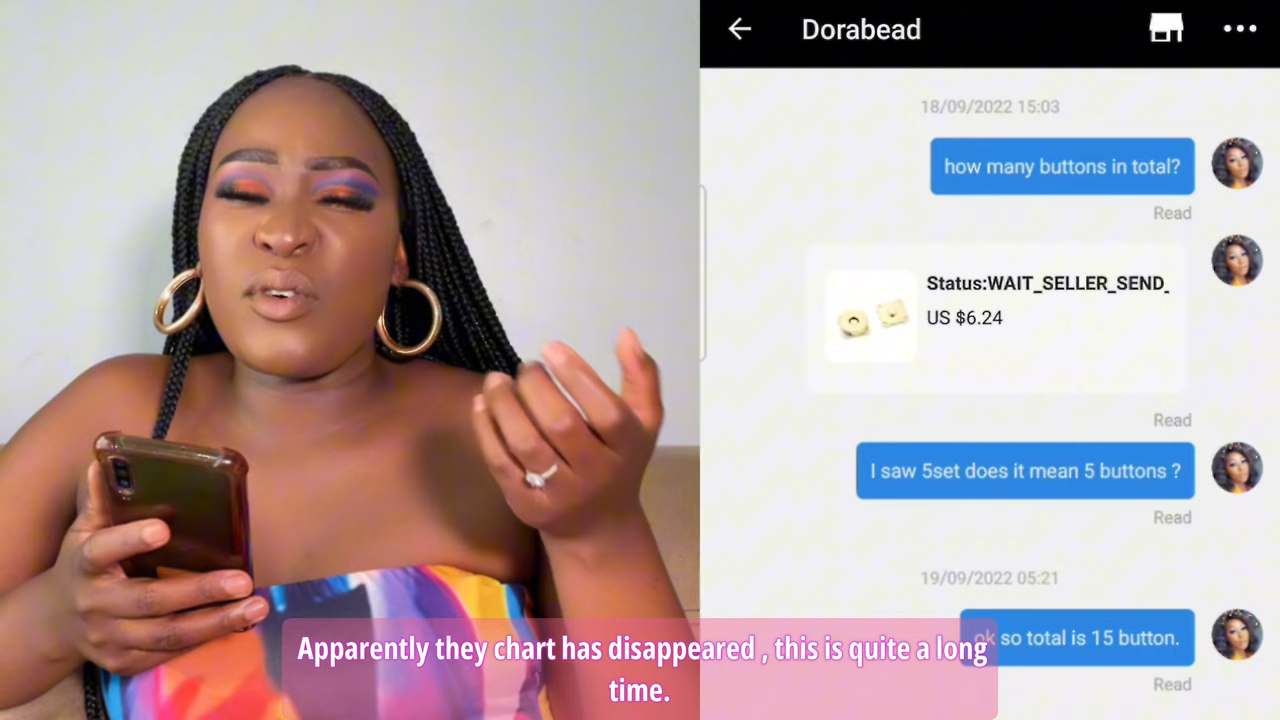 Dorabead
18/09/2022 15:03
how many buttons in total?
Read
Status:WAIT_SELLER_SEND_
US $6.24
Read
I saw 5set does it mean 5 buttons ?
Read
19/09/2022 05:21
ok so total is 15 button.
Read
Apparently they chart has disappeared , this is quite a long
time.